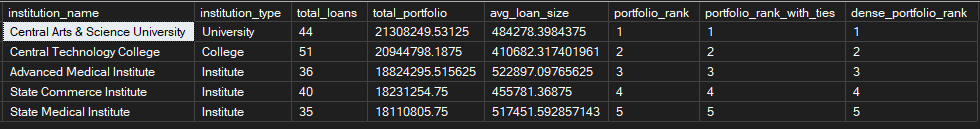 institution_name institution_type total_loans total_portfolio avg_loan_size portfolio_rank portfolio_rank_with_ties dense_portfolio_rank
Central Arts & Science University University 44 21308249.53125 484278.3984375 1 1 1
Central Technology College College 51 20944798.1875 410682.317401961 2 2 2
Advanced Medical Institute Institute 36 18824295.515625 522897.09765625 3 3 3
State Commerce Institute Institute 40 18231254.75 455781.36875 4 4 4
State Medical Institute Institute 35 18110805.75 517451.592857143 5 5 5